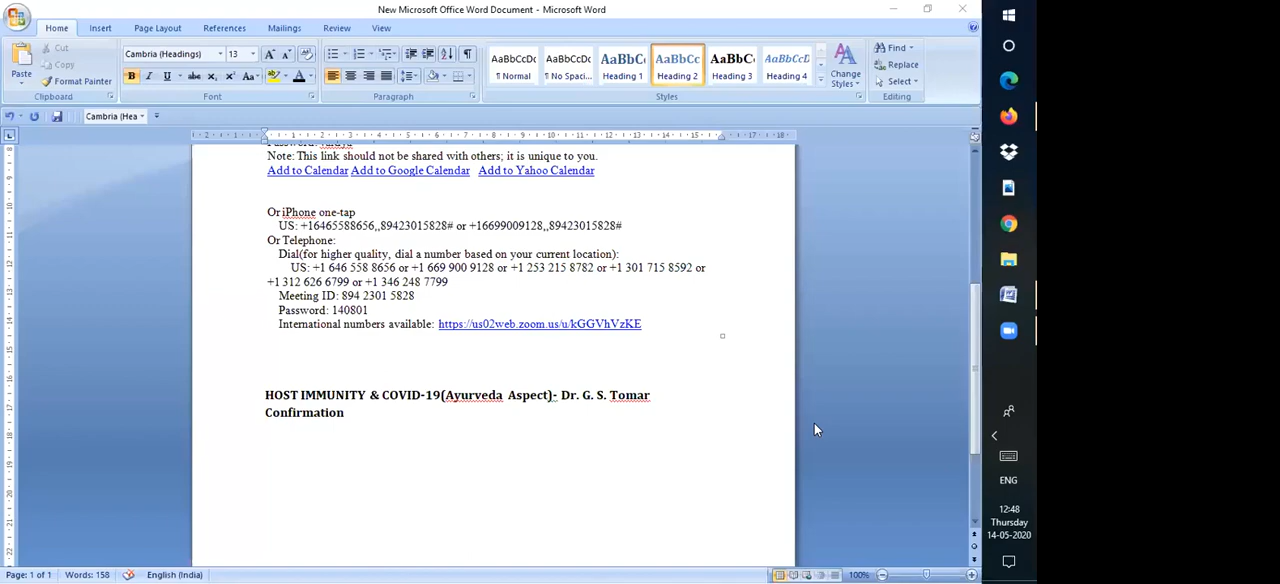 New Microsoft Office Word Document - Microsoft Word
Home Insert Page Layout References Mailings Review View
Paste Cut Copy Format Painter
Cambria (Headings) 13
AaBbCcDc AaBbCcDc AaBbC AaBbCc AaBbC AaBbCcD
¶ Normal ¶ No Spaci... Heading 1 Heading 2 Heading 3 Heading 4
Change Styles
Find Replace Select
Clipboard Font Paragraph Styles Editing
Cambria (Hea
Note: This link should not be shared with others; it is unique to you.
Add to Calendar Add to Google Calendar Add to Yahoo Calendar
Or iPhone one-tap
US: +16465588656,,89423015828# or +16699009128,,89423015828#
Or Telephone:
Dial(for higher quality, dial a number based on your current location):
US: +1 646 558 8656 or +1 669 900 9128 or +1 253 215 8782 or +1 301 715 8592 or
+1 312 626 6799 or +1 346 248 7799
Meeting ID: 894 2301 5828
Password: 140801
International numbers available: https://us02web.zoom.us/u/kGGVhVzKE
HOST IMMUNITY & COVID-19(Ayurveda Aspect)- Dr. G. S. Tomar
Confirmation
ENG
12:48
Thursday
14-05-2020
Page: 1 of 1 Words: 158 English (India) 100%